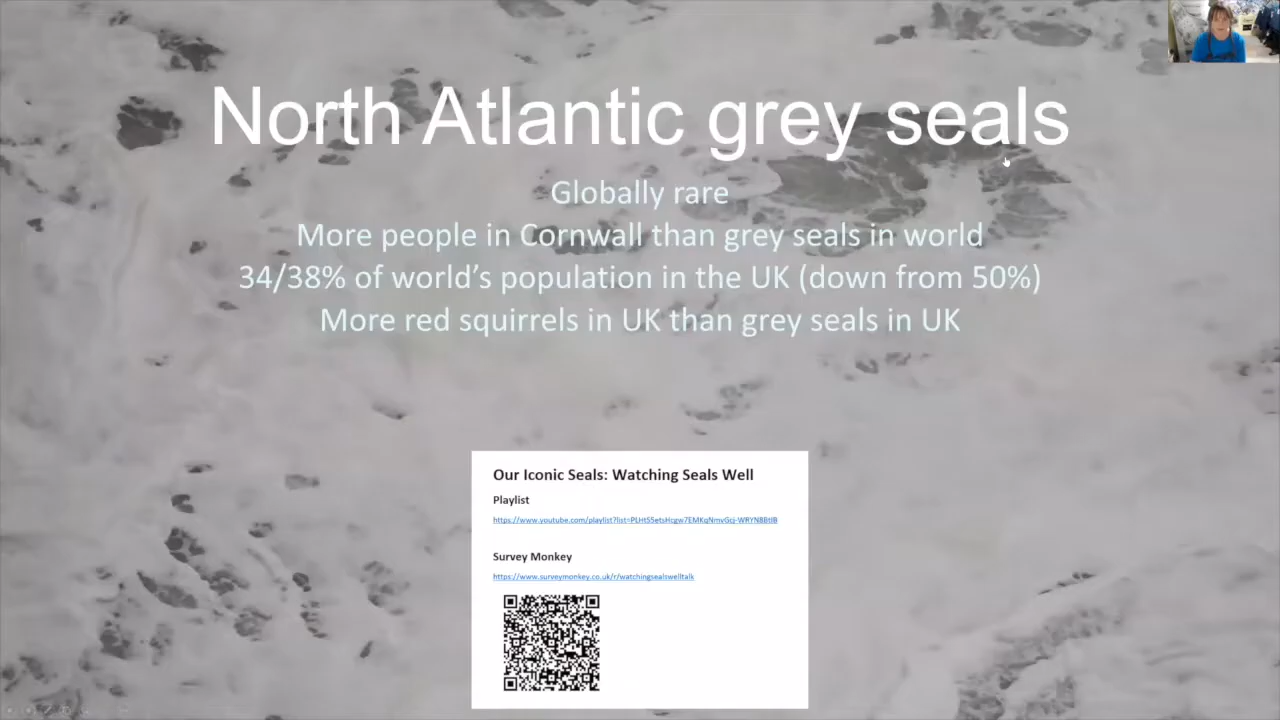 North Atlantic grey seals
Globally rare
More people in Cornwall than grey seals in world
34/38% of world's population in the UK (down from 50%)
More red squirrels in UK than grey seals in UK
Our Iconic Seals: Watching Seals Well
Playlist
Survey Monkey
https://www.surveymonkey.co.uk/r/watchingsealswelltalk